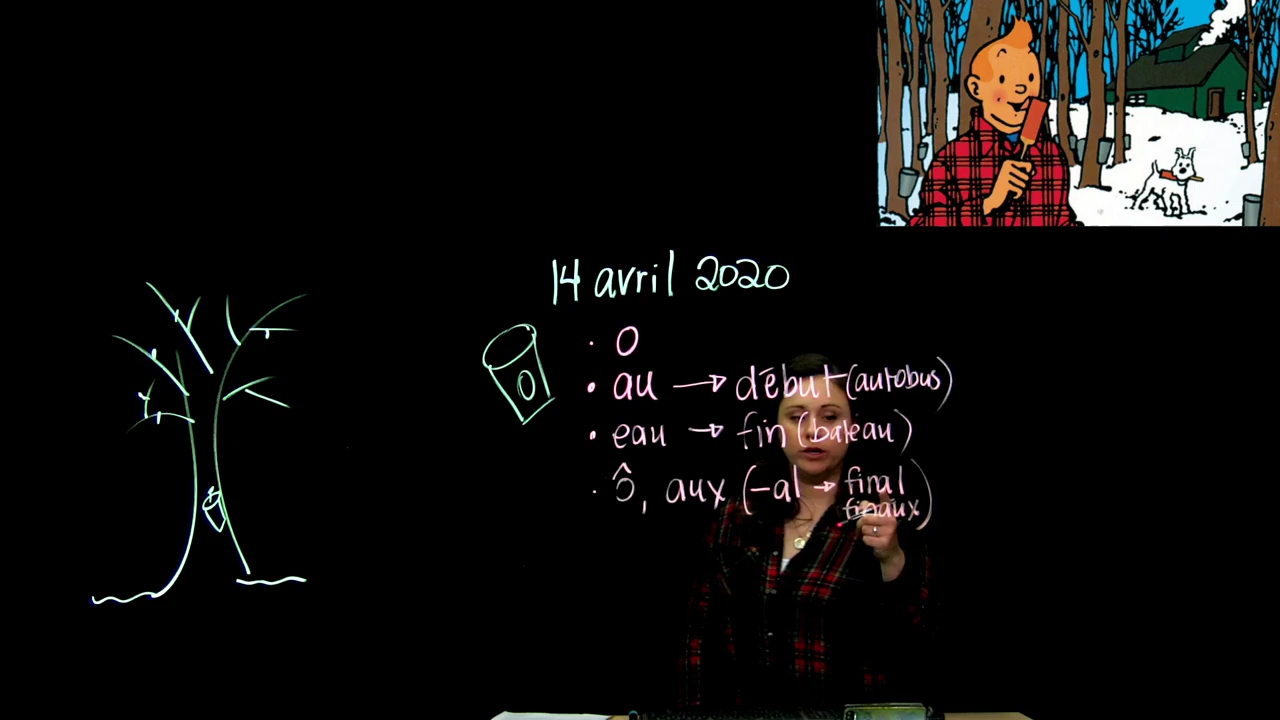 14 avril 2020
O
• O
• au → début (autobus)
• eau → fin (bateau)
• ô, aux (-al → final
finaux)